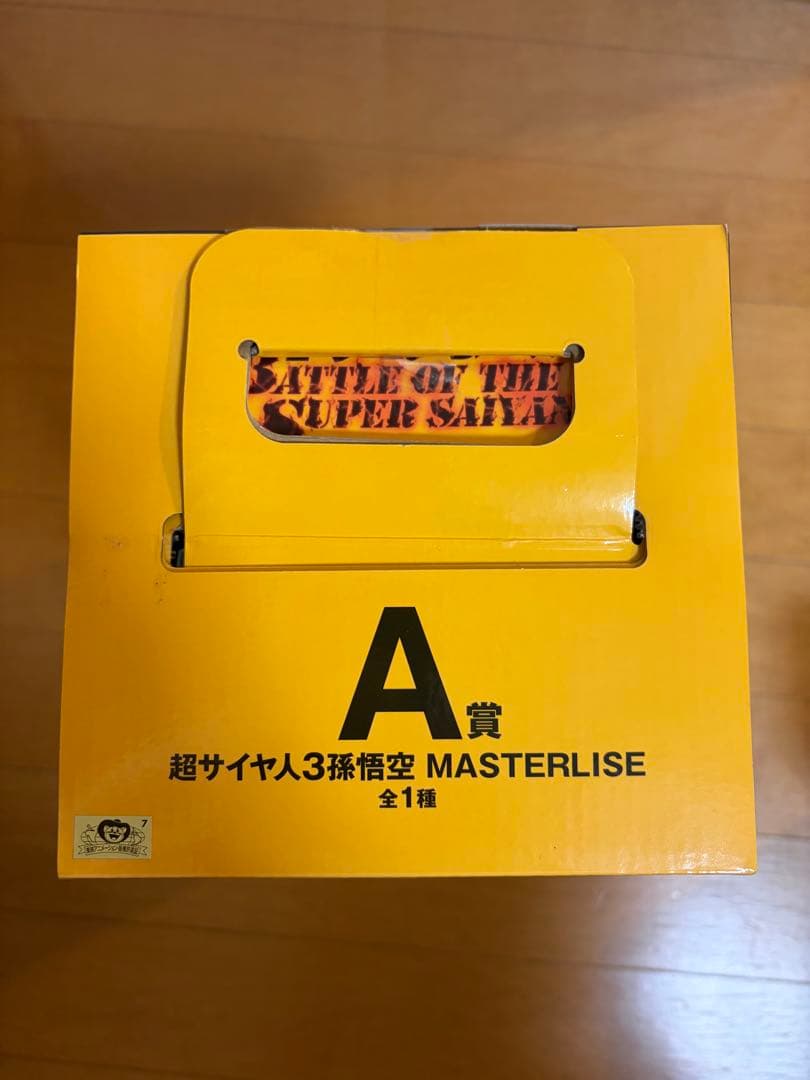 BATTLE OF THE
SUPER SAIYAN
A賞
超サイヤ人3孫悟空 MASTERLISE
全1種
7